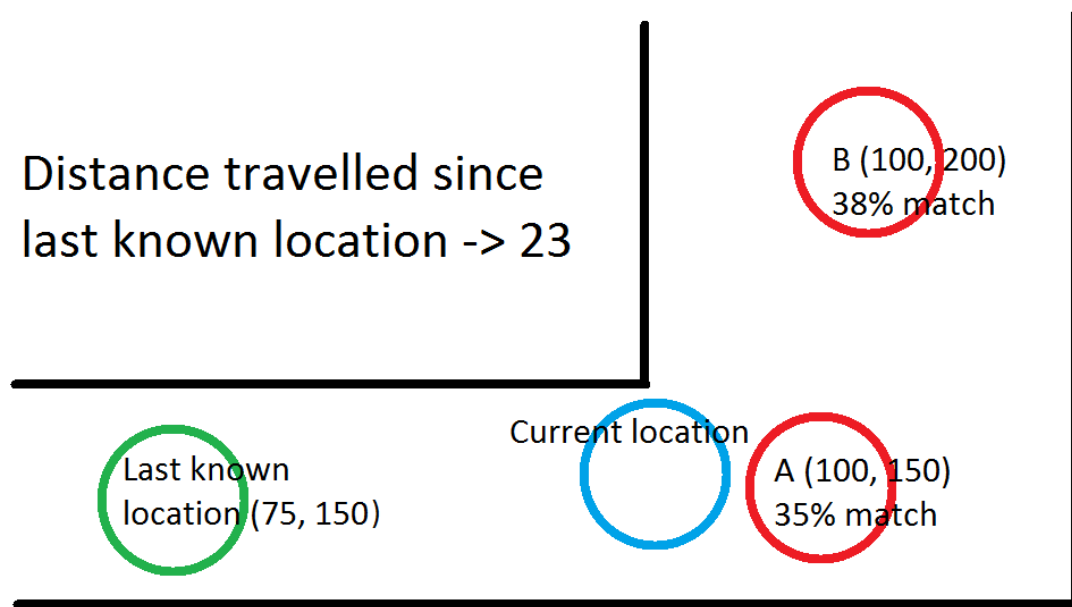 Distance travelled since
last known location -> 23
B (100, 200)
38% match
Current location
Last known
location (75, 150)
A (100, 150)
35% match